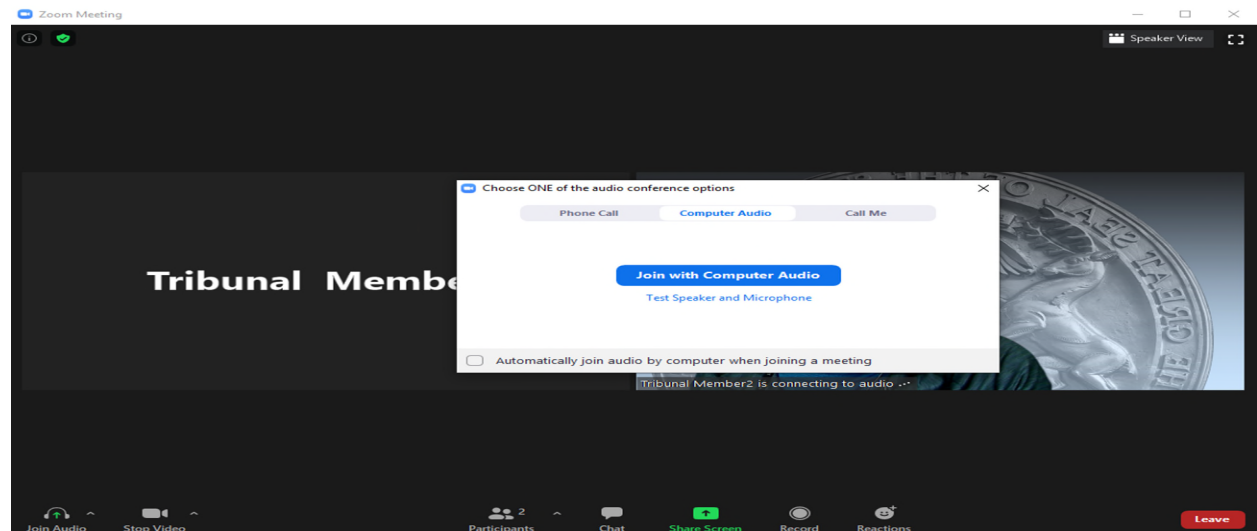 Zoom Meeting
Speaker View
Choose ONE of the audio conference options
Phone Call
Computer Audio
Call Me
Tribunal Membe
Join with Computer Audio
Test Speaker and Microphone
Automatically join audio by computer when joining a meeting
Tribunal Member2 is connecting to audio
2
Join Audio
Stop Video
Participants
Chat
Share Screen
Record
Reactions
Leave